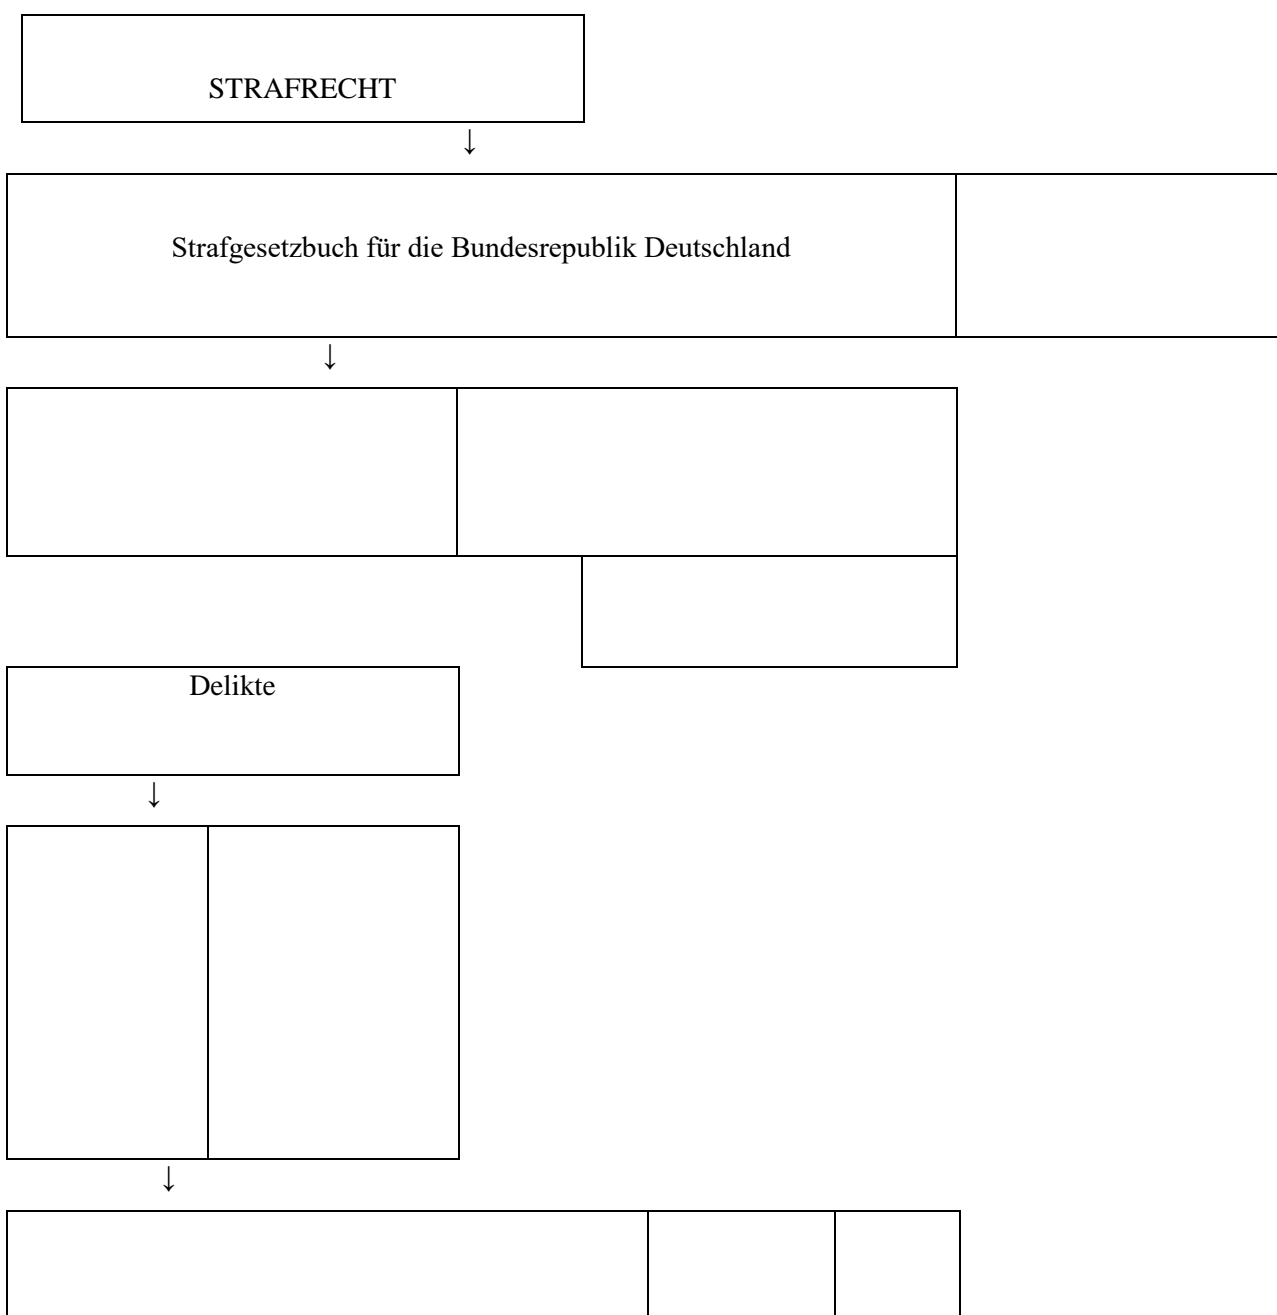 STRAFRECHT
↓
Strafgesetzbuch für die Bundesrepublik Deutschland
↓
Delikte
↓
↓